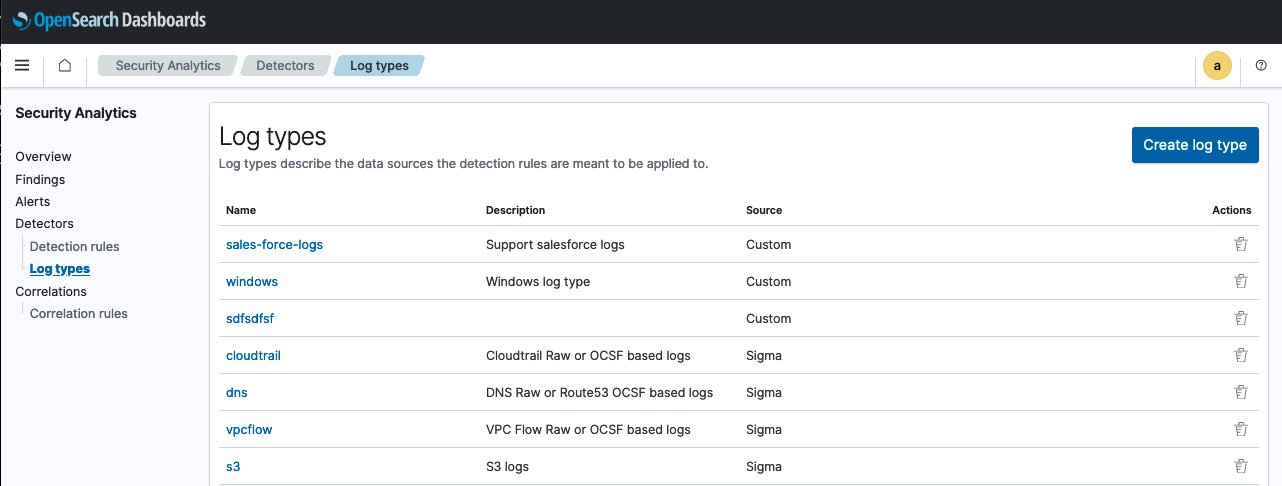 OpenSearch Dashboards
Security Analytics Detectors Log types a
Security Analytics
Overview
Findings
Alerts
Detectors
Detection rules
Log types
Correlations
Correlation rules
Log types
Log types describe the data sources the detection rules are meant to be applied to.
Create log type
Name Description Source Actions
sales-force-logs Support salesforce logs Custom
windows Windows log type Custom
sdfsdfsf Custom
cloudtrail Cloudtrail Raw or OCSF based logs Sigma
dns DNS Raw or Route53 OCSF based logs Sigma
vpcflow VPC Flow Raw or OCSF based logs Sigma
s3 S3 logs Sigma